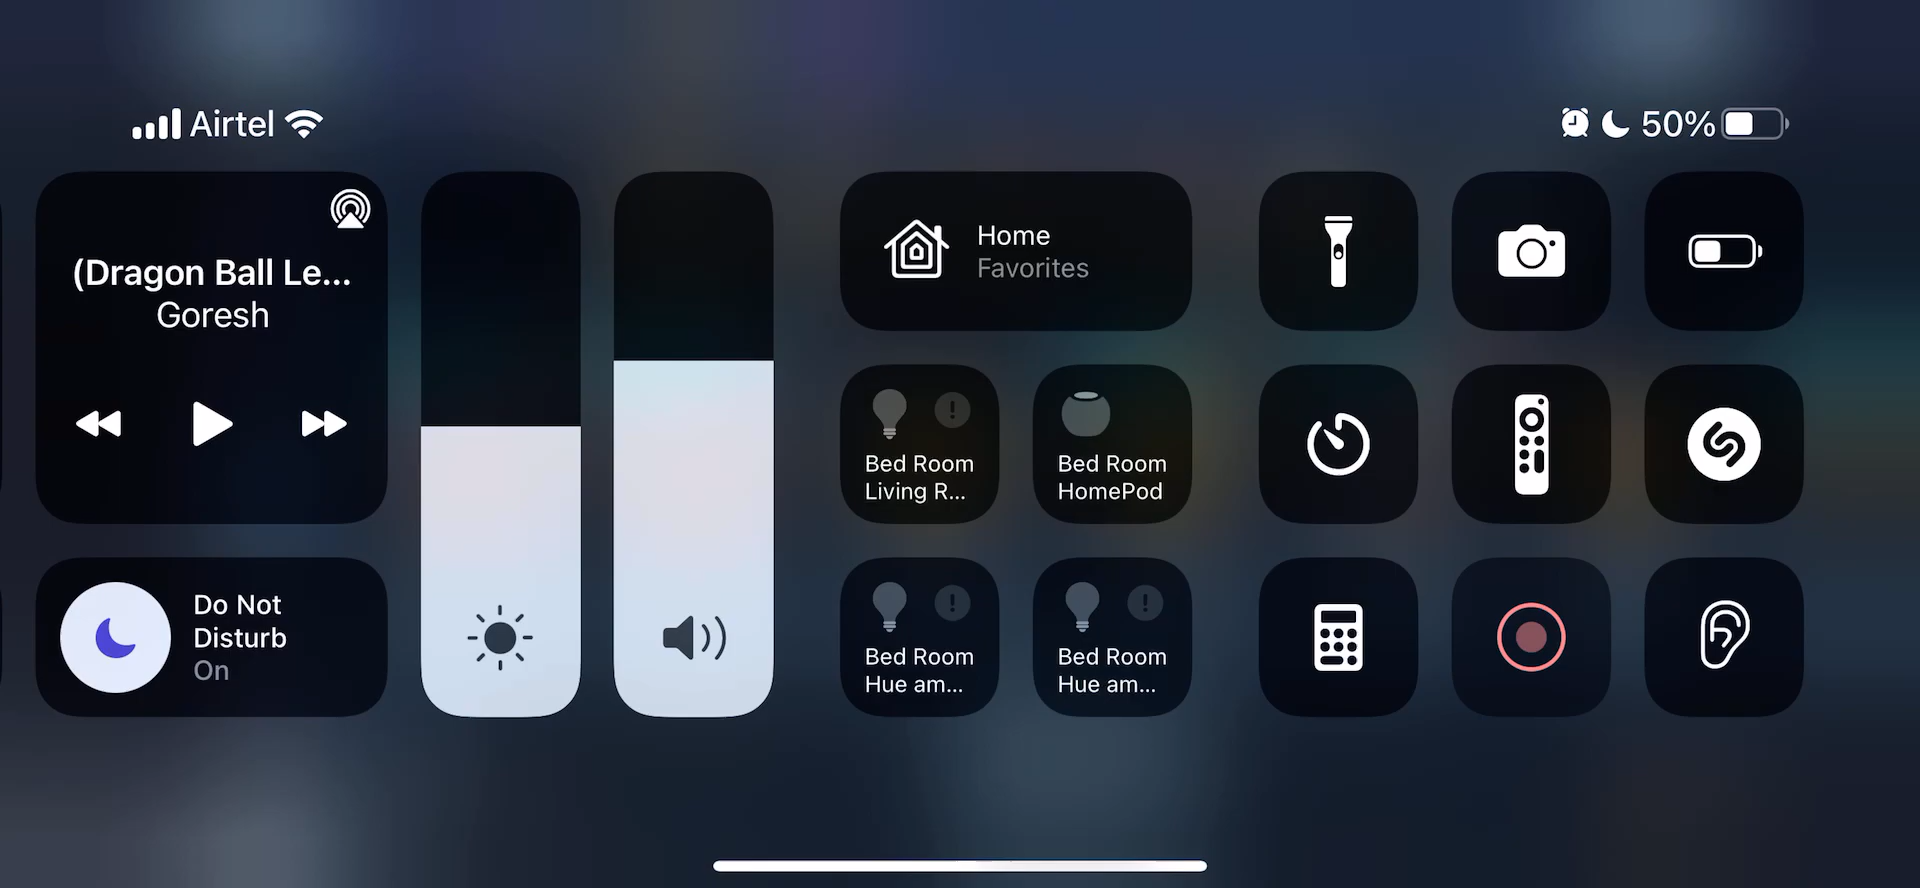 Airtel
50%
(Dragon Ball Le...
Goresh
Do Not
Disturb
On
Home
Favorites
Bed Room
Living R...
Bed Room
HomePod
Bed Room
Hue am...
Bed Room
Hue am...